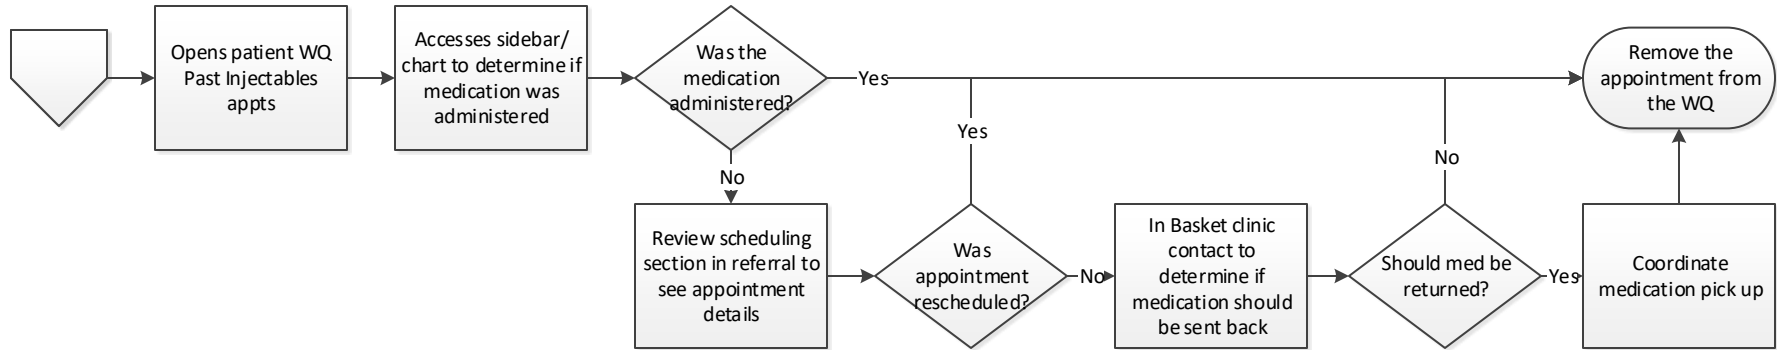 Opens patient WQ
Past Injectables
appts
Accesses sidebar/
chart to determine if
medication was
administered
Was the
medication
administered?
Yes
Remove the
appointment from
the WQ
No
Yes
No
Review scheduling
section in referral to
see appointment
details
Was
appointment
rescheduled?
No
In Basket clinic
contact to
determine if
medication should
be sent back
Should med be
returned?
Yes
Coordinate
medication pick up